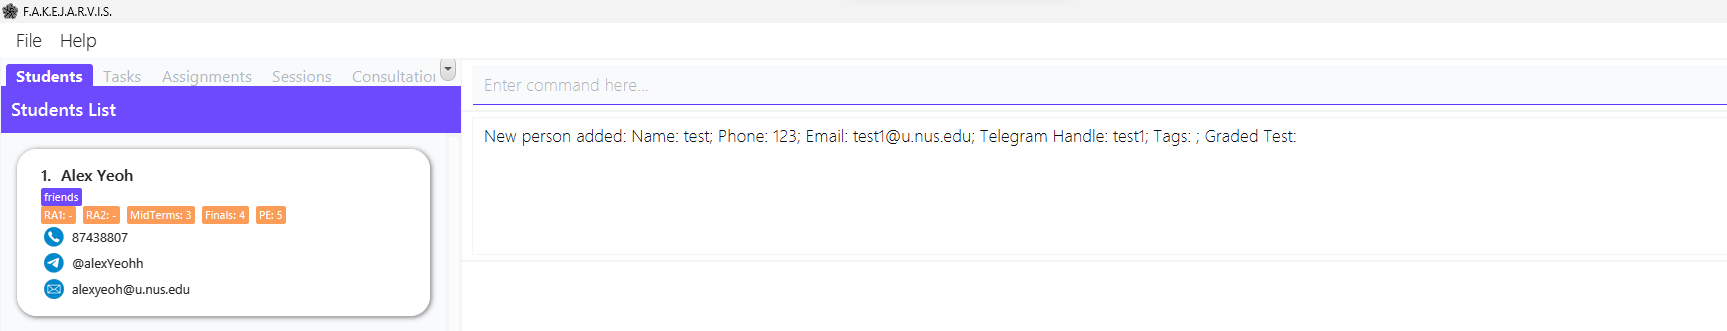 F.A.K.E.J.A.R.V.I.S.
File Help
Students Tasks Assignments Sessions Consultation
Students List
1. Alex Yeoh
friends
RA1: - RA2: - MidTerms: 3 Finals: 4 PE: 5
87438807
@alexYeohh
alexyeoh@u.nus.edu
Enter command here...
New person added: Name: test; Phone: 123; Email: test1@u.nus.edu; Telegram Handle: test1; Tags: ; Graded Test: